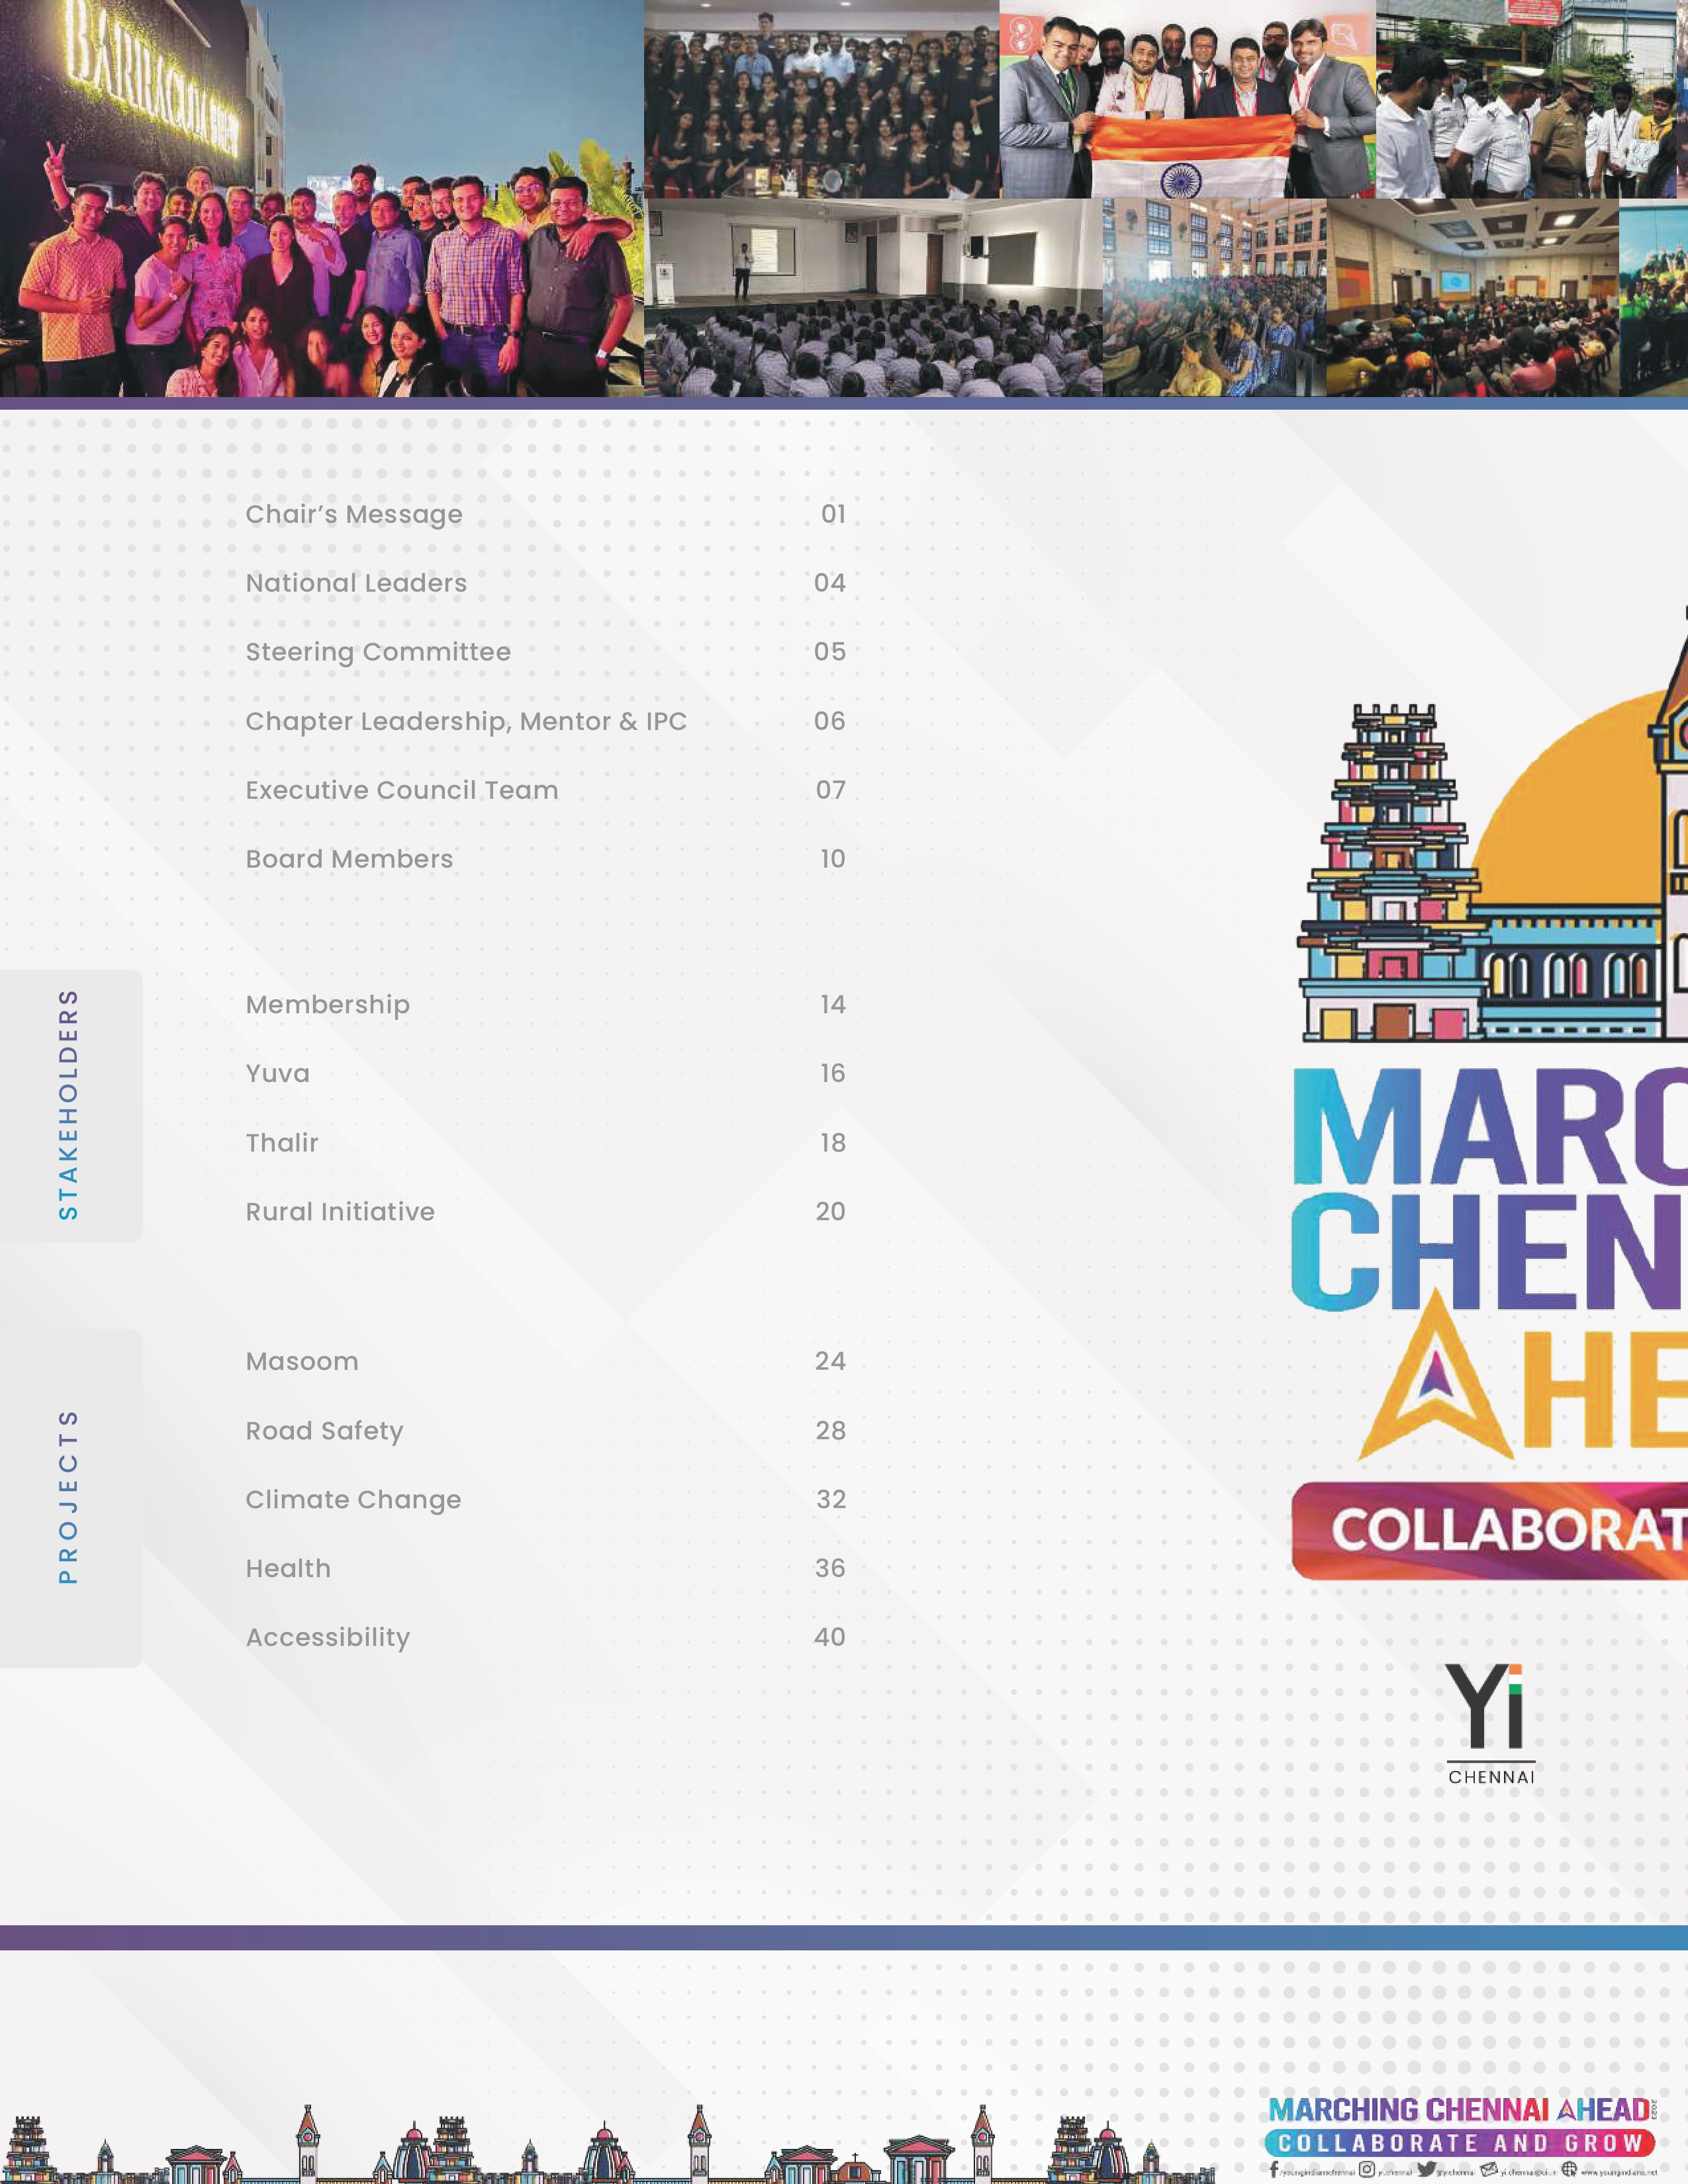 Chair’s Message 01
National Leaders 04
Steering Committee 05
Chapter Leadership, Mentor & IPC 06
Executive Council Team 07
Board Members 10
STAKEHOLDERS
Membership 14
Yuva 16
Thalir 18
Rural Initiative 20
PROJECTS
Masoom 24
Road Safety 28
Climate Change 32
Health 36
Accessibility 40
MARC
CHEN
AHE
COLLABORAT
Yi
CHENNAI
MARCHING CHENNAI AHEAD 2023
COLLABORATE AND GROW